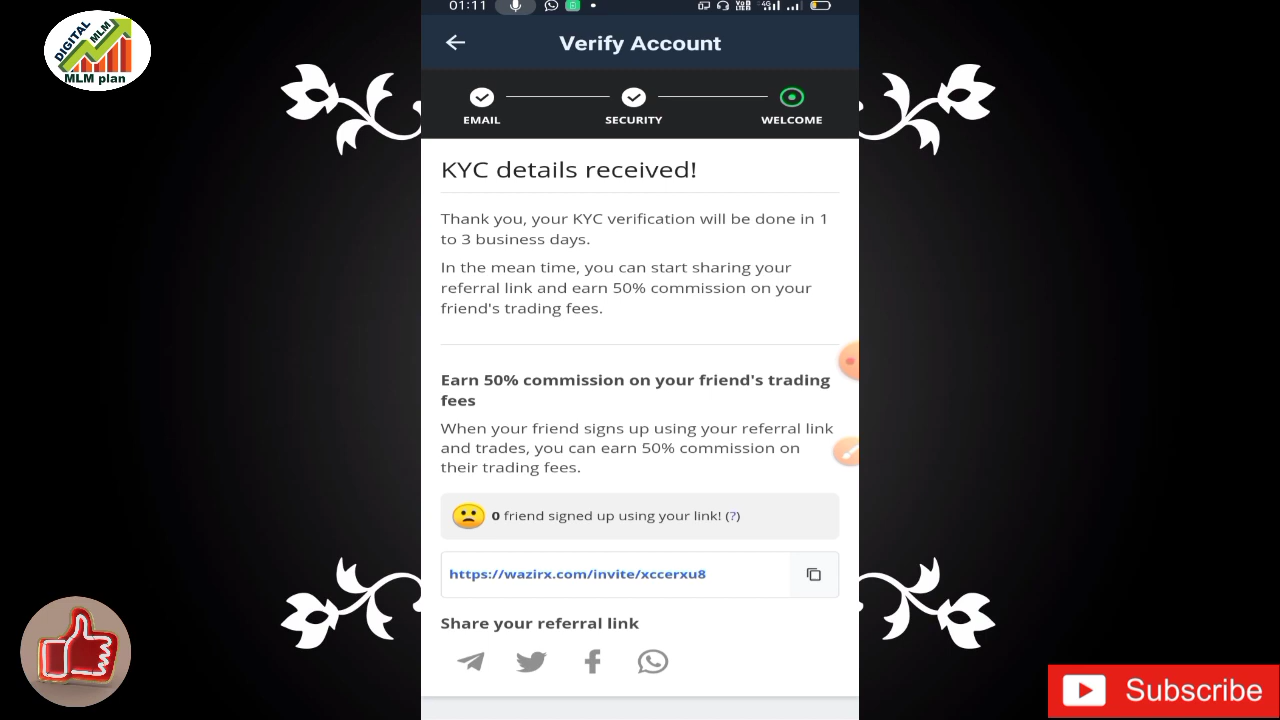 DIGITAL
MLM
MLM plan
01:11
4G
Verify Account
EMAIL
SECURITY
WELCOME
KYC details received!
Thank you, your KYC verification will be done in 1
to 3 business days.
In the mean time, you can start sharing your
referral link and earn 50% commission on your
friend's trading fees.
Earn 50% commission on your friend's trading
fees
When your friend signs up using your referral link
and trades, you can earn 50% commission on
their trading fees.
0 friend signed up using your link! (?)
https://wazirx.com/invite/xccerxu8
Share your referral link
Subscribe